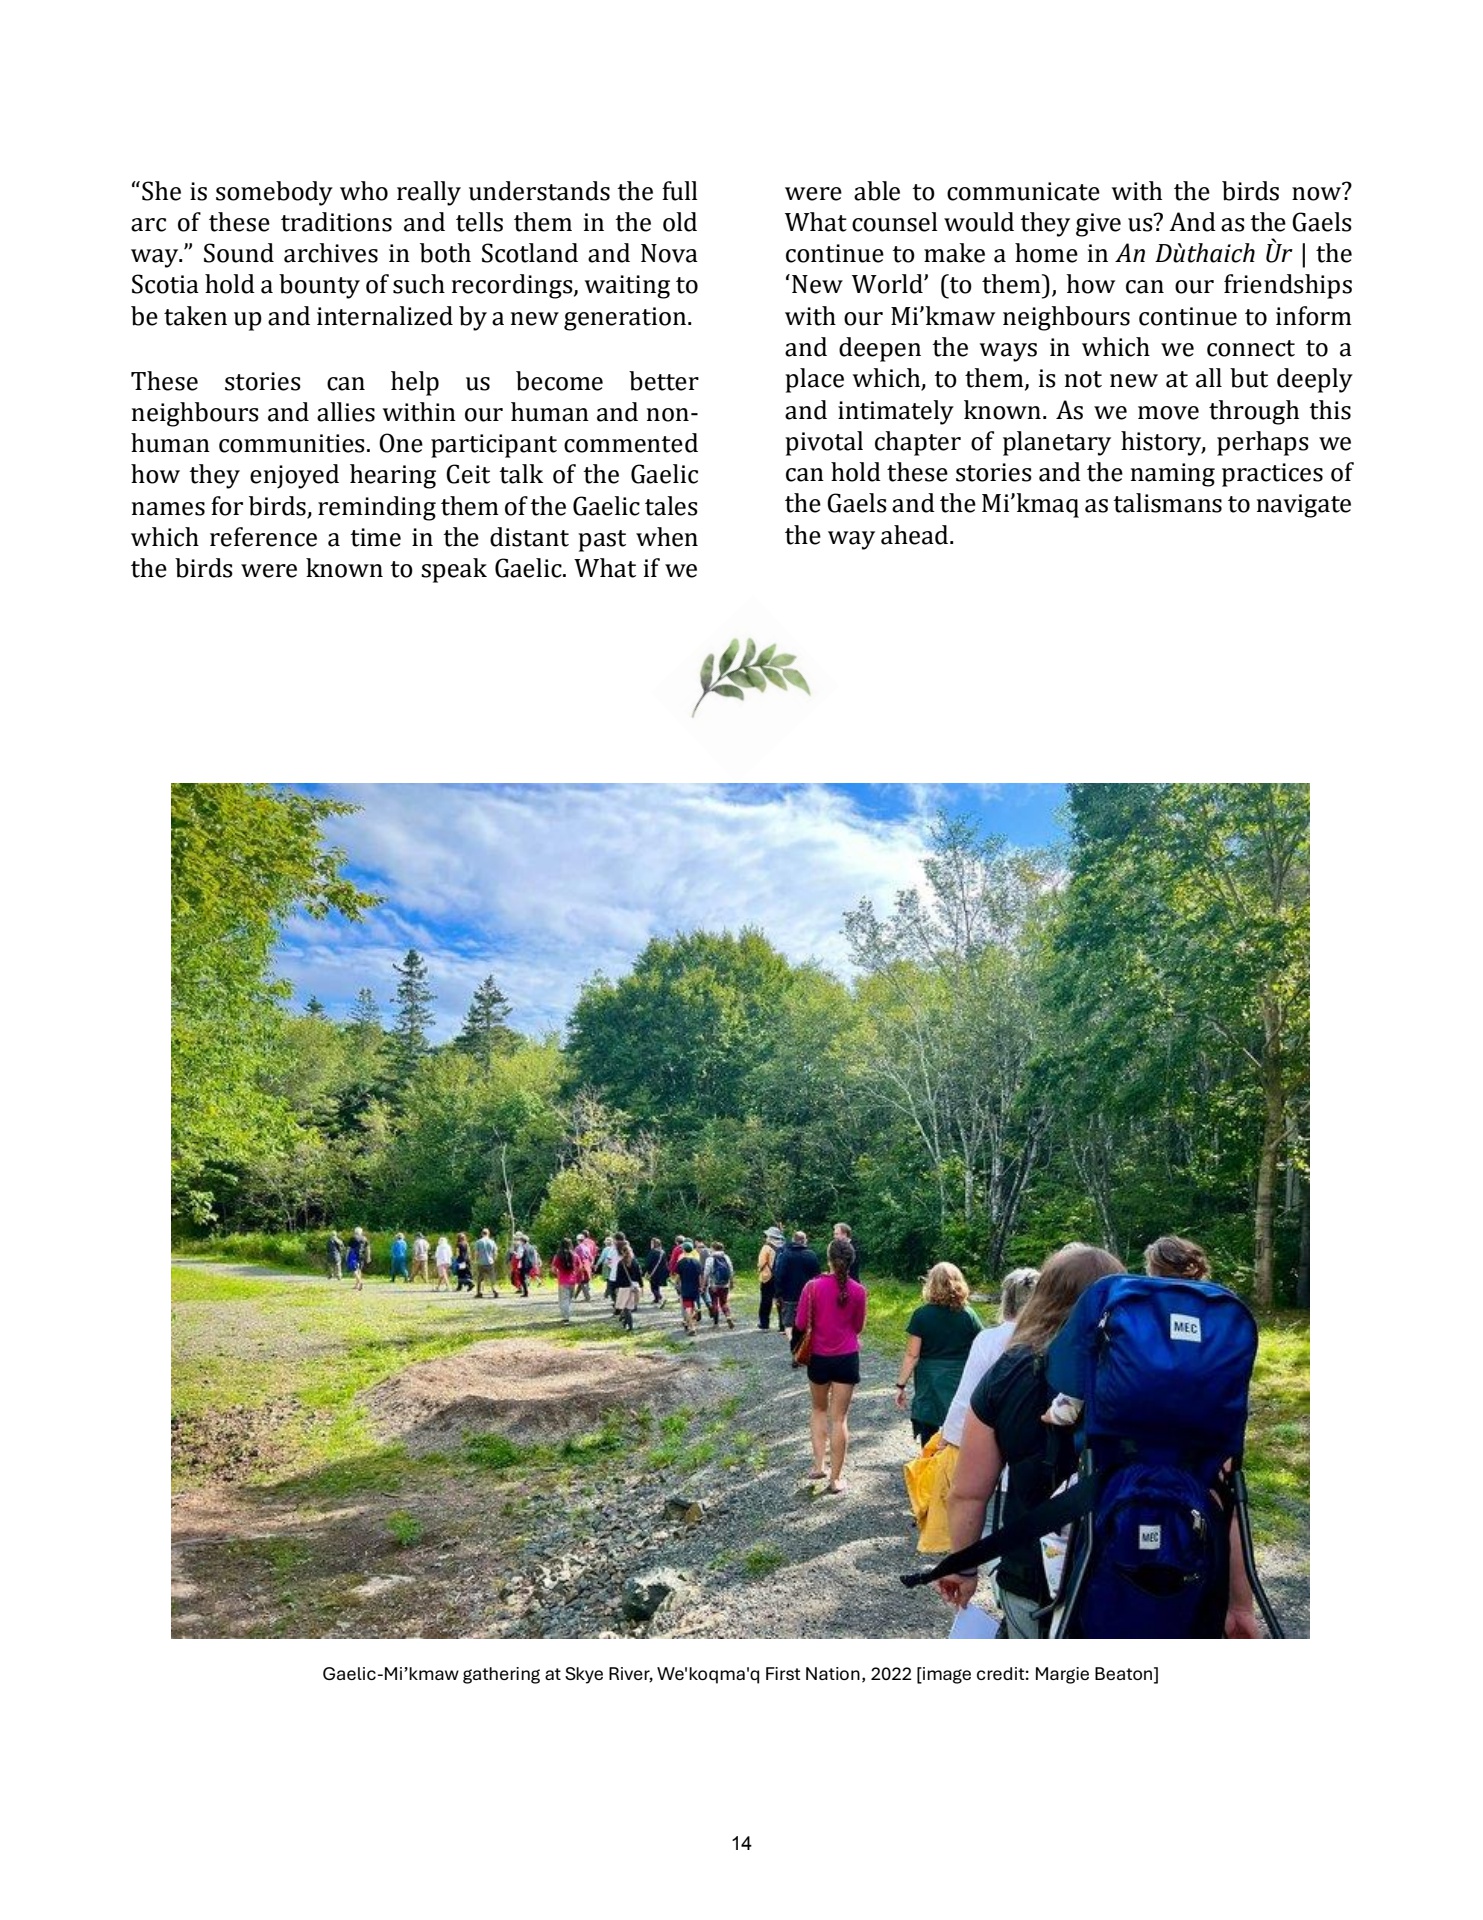 “She is somebody who really understands the full
arc of these traditions and tells them in the old
way.” Sound archives in both Scotland and Nova
Scotia hold a bounty of such recordings, waiting to
be taken up and internalized by a new generation.
These stories can help us become better
neighbours and allies within our human and non-
human communities. One participant commented
how they enjoyed hearing Ceit talk of the Gaelic
names for birds, reminding them of the Gaelic tales
which reference a time in the distant past when
the birds were known to speak Gaelic. What if we
were able to communicate with the birds now?
What counsel would they give us? And as the Gaels
continue to make a home in An Dùthaich Ùr | the
‘New World’ (to them), how can our friendships
with our Mi’kmaw neighbours continue to inform
and deepen the ways in which we connect to a
place which, to them, is not new at all but deeply
and intimately known. As we move through this
pivotal chapter of planetary history, perhaps we
can hold these stories and the naming practices of
the Gaels and the Mi’kmaq as talismans to navigate
the way ahead.
MEC
MEC
Gaelic-Mi’kmaw gathering at Skye River, We'koqma'q First Nation, 2022 [image credit: Margie Beaton]
14